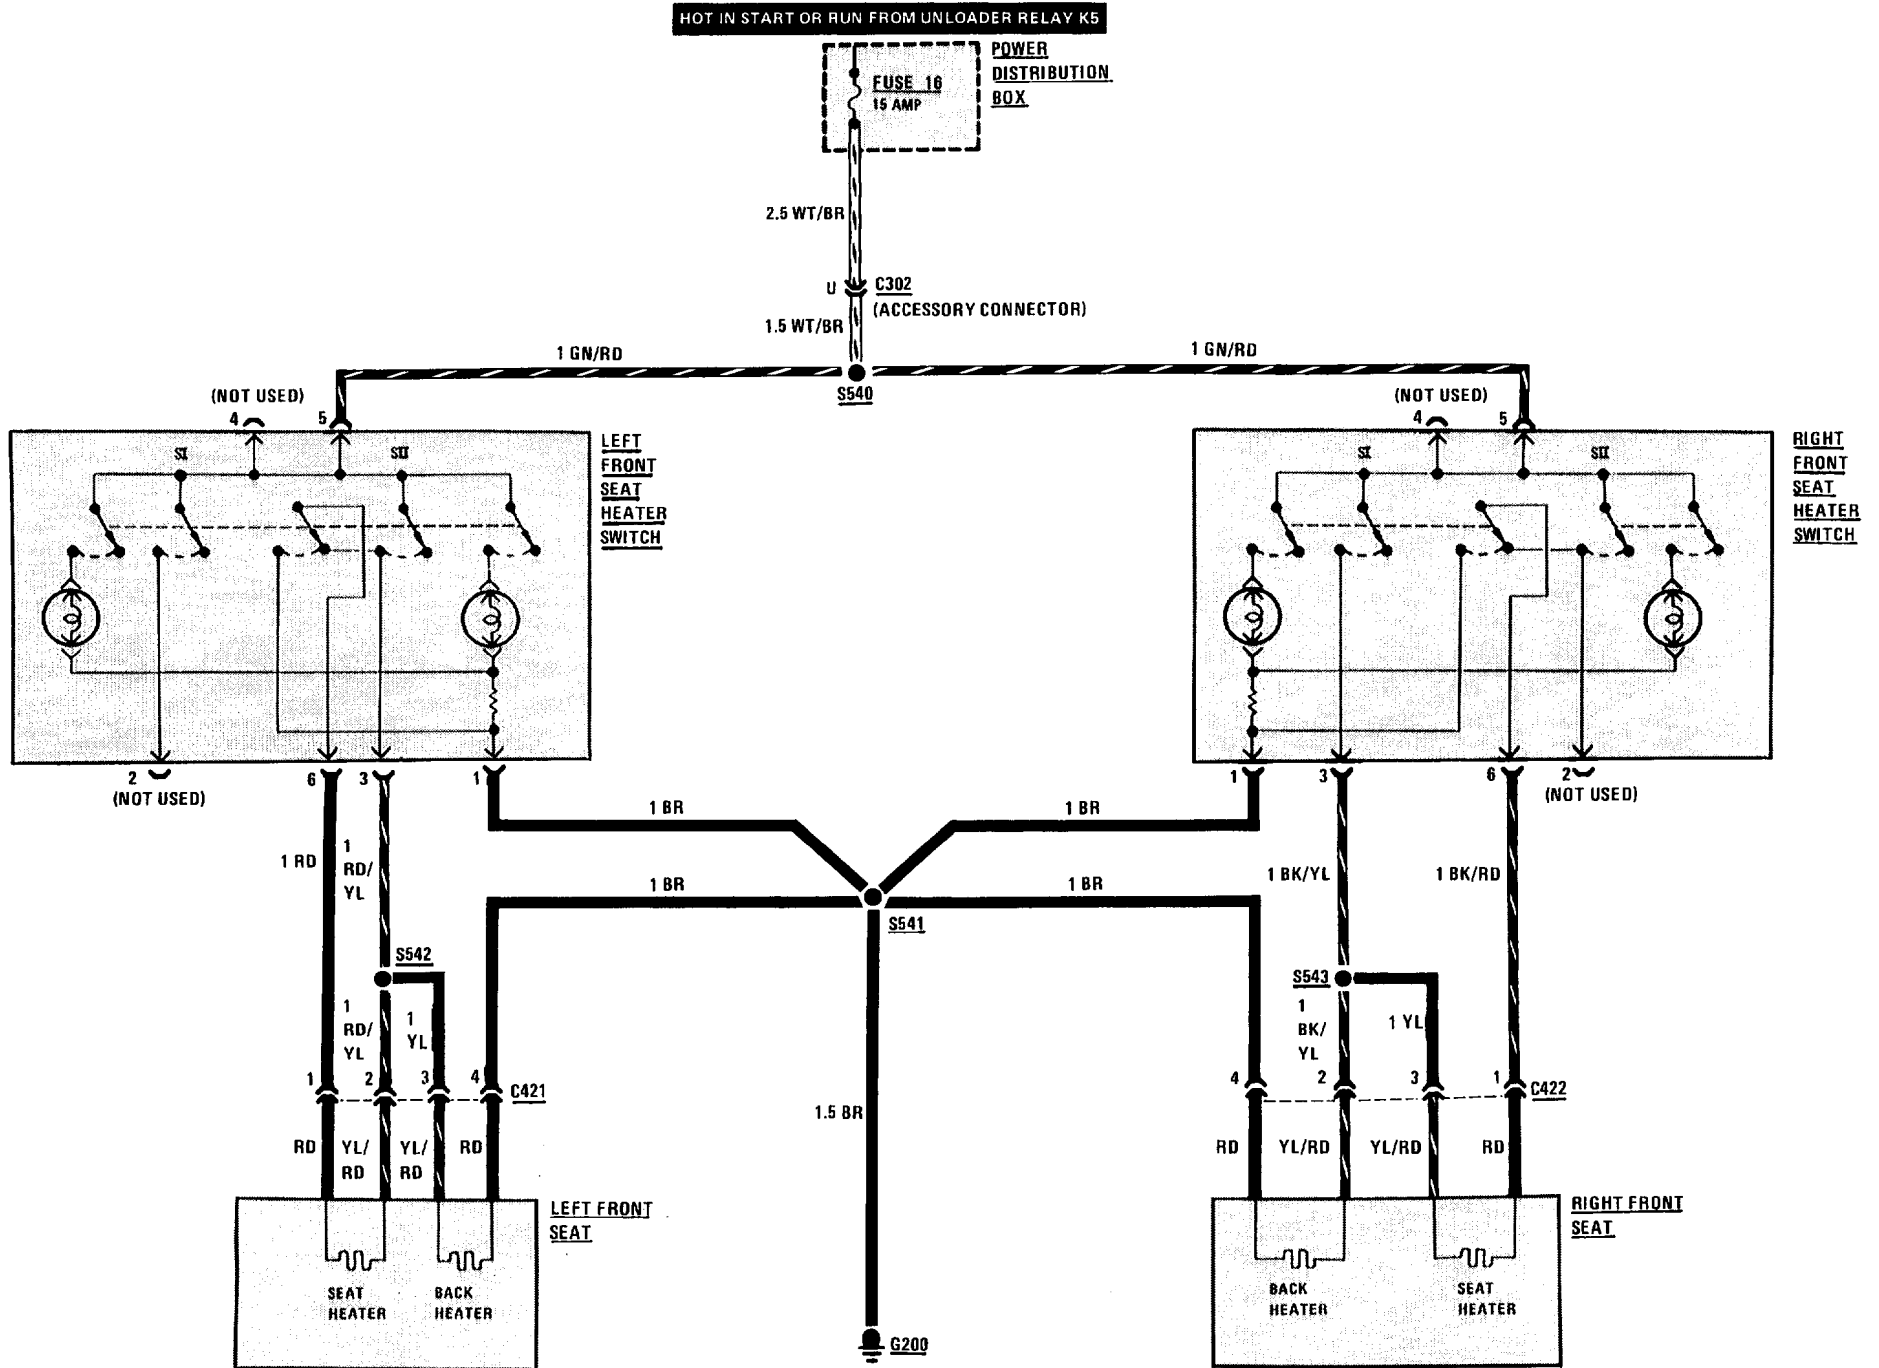 HOT IN START OR RUN FROM UNLOADER RELAY K5
POWER
DISTRIBUTION
BOX
FUSE 16
15 AMP
2.5 WT/BR
U
C302
(ACCESSORY CONNECTOR)
1.5 WT/BR
1 GN/RD
1 GN/RD
S540
(NOT USED)
4
5
(NOT USED)
4
5
LEFT
FRONT
SEAT
HEATER
SWITCH
SI
SII
SI
SII
RIGHT
FRONT
SEAT
HEATER
SWITCH
2
(NOT USED)
6
3
1
1
3
6
2
(NOT USED)
1 BR
1 BR
1 RD
1
RD/
YL
1 BK/YL
1 BK/RD
1 BR
1 BR
S541
S542
S543
1
RD/
YL
1
YL
1
BK/
YL
1 YL
1
2
3
4
C421
4
2
3
1
C422
1.5 BR
RD
YL/
RD
YL/
RD
RD
RD
YL/RD
YL/RD
RD
LEFT FRONT
SEAT
RIGHT FRONT
SEAT
SEAT
HEATER
BACK
HEATER
BACK
HEATER
SEAT
HEATER
G200